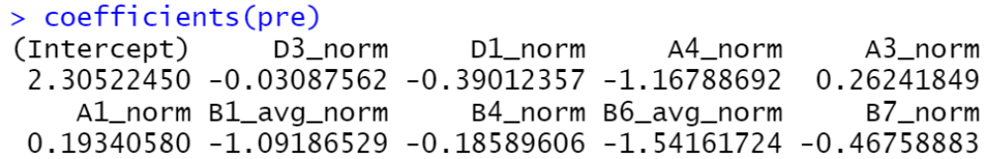 > coefficients(pre)
(Intercept) D3_norm D1_norm A4_norm A3_norm
2.30522450 -0.03087562 -0.39012357 -1.16788692 0.26241849
A1_norm B1_avg_norm B4_norm B6_avg_norm B7_norm
0.19340580 -1.09186529 -0.18589606 -1.54161724 -0.46758883